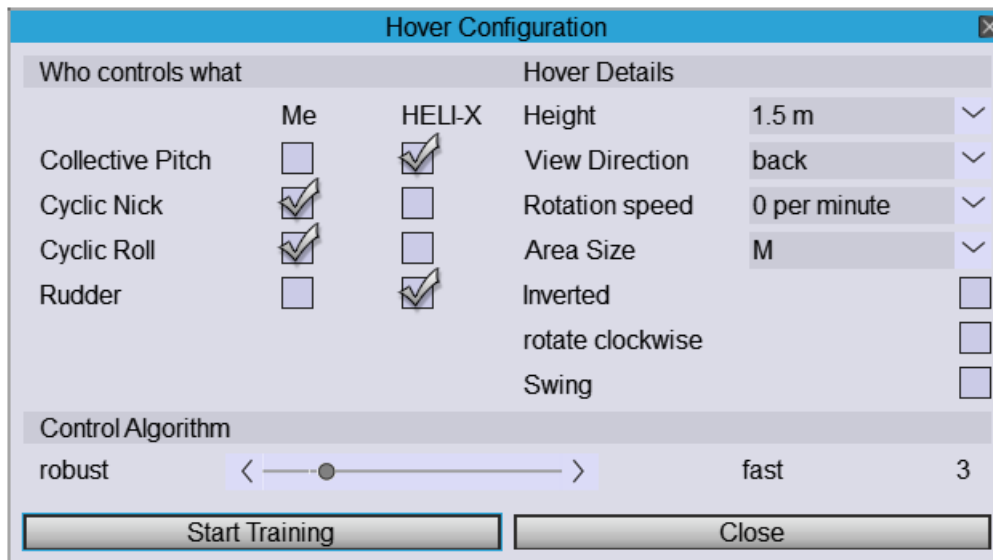 Hover Configuration
Who controls what
Hover Details
Me HELI-X
Height 1.5 m
Collective Pitch
View Direction back
Cyclic Nick
Rotation speed 0 per minute
Cyclic Roll
Area Size M
Rudder
Inverted
rotate clockwise
Swing
Control Algorithm
robust fast 3
Start Training Close